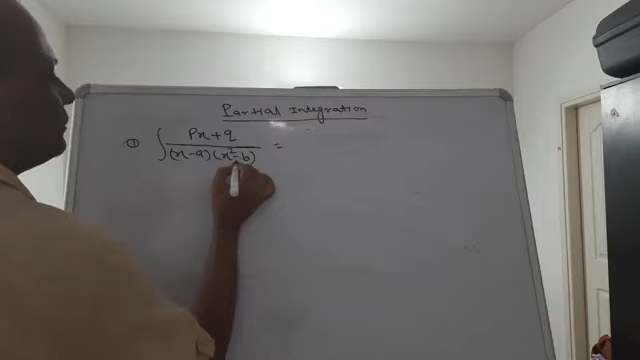 Partial Integration
① ∫ Px+q / (x-a)(x²-b) =